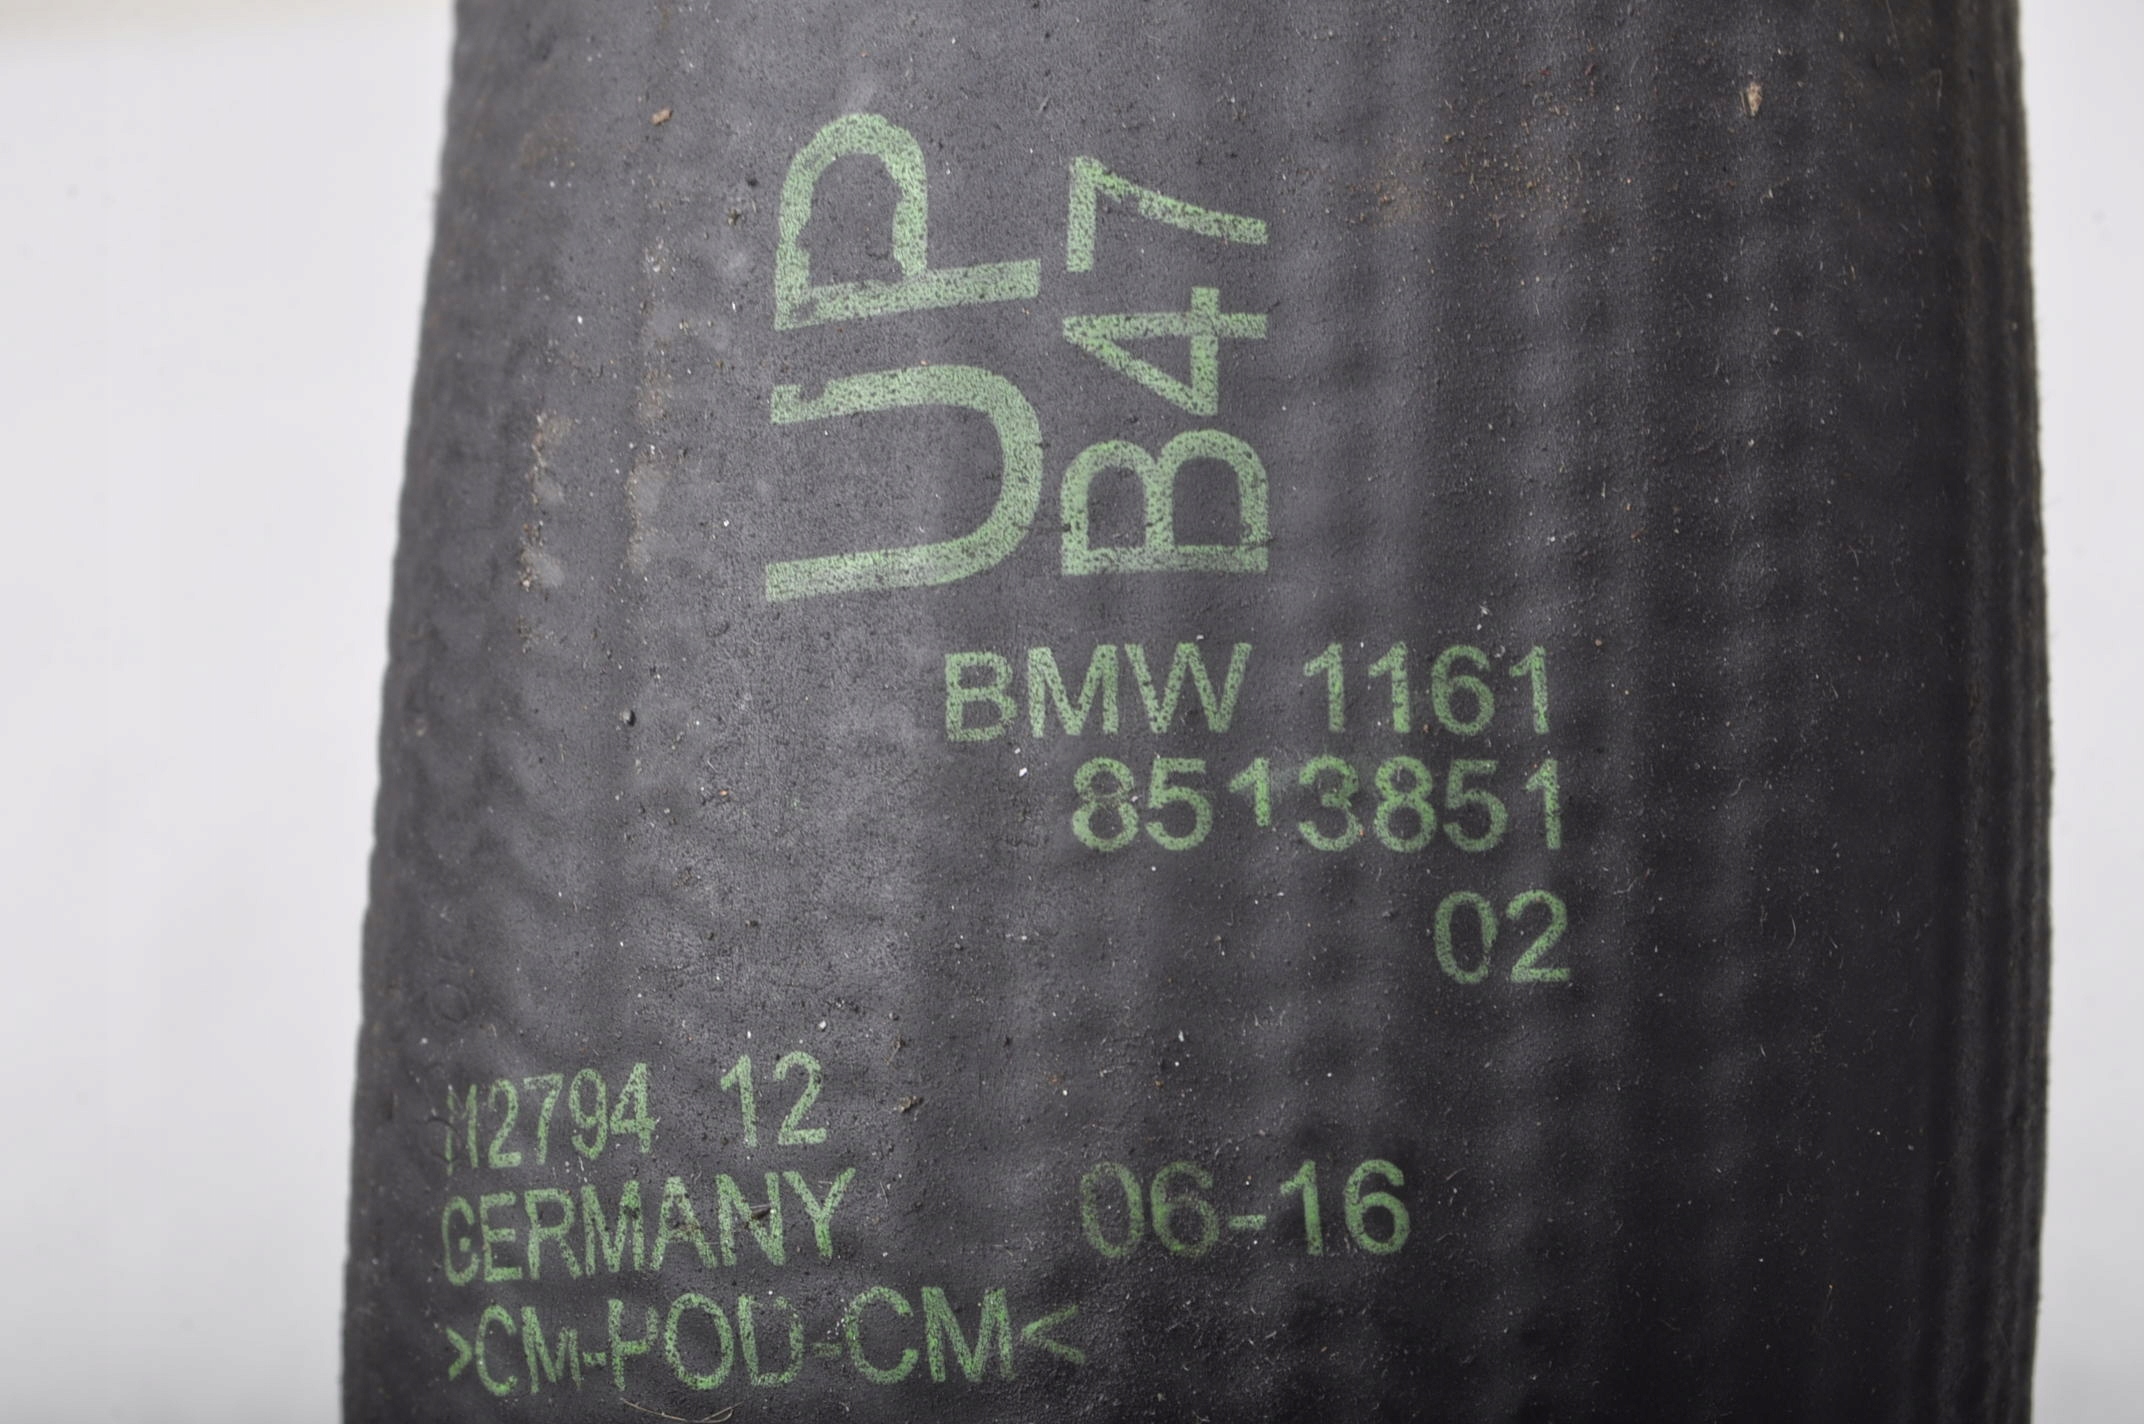 UP
B47
BMW 1161
8513851
02
M2794 12
GERMANY 06-16
>CM-POD-CM<